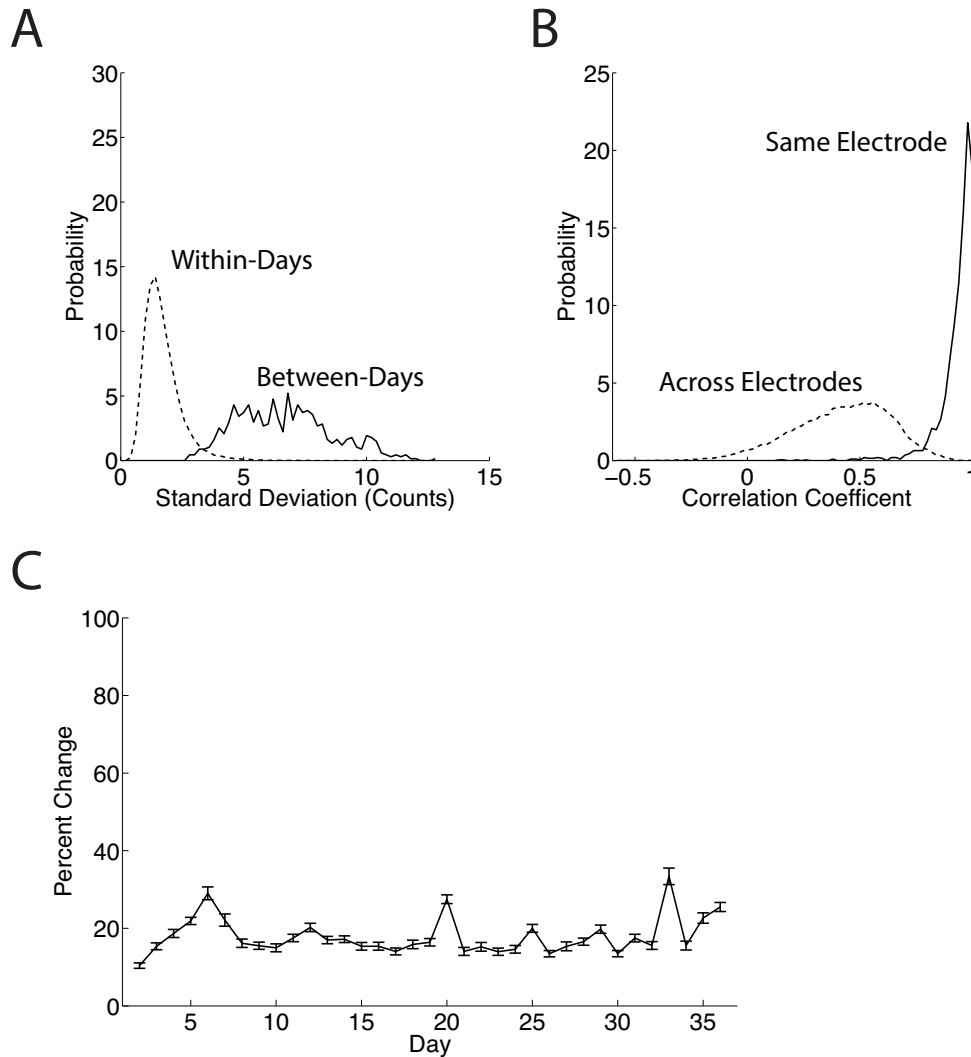 A
30
25
20
15
10
5
0
Probability
Within-Days
Between-Days
0 5 10 15
Standard Deviation (Counts)
B
25
20
15
10
5
0
Probability
Same Electrode
Across Electrodes
−0.5 0 0.5 1
Correlation Coefficent
C
100
80
60
40
20
0
Percent Change
5 10 15 20 25 30 35
Day